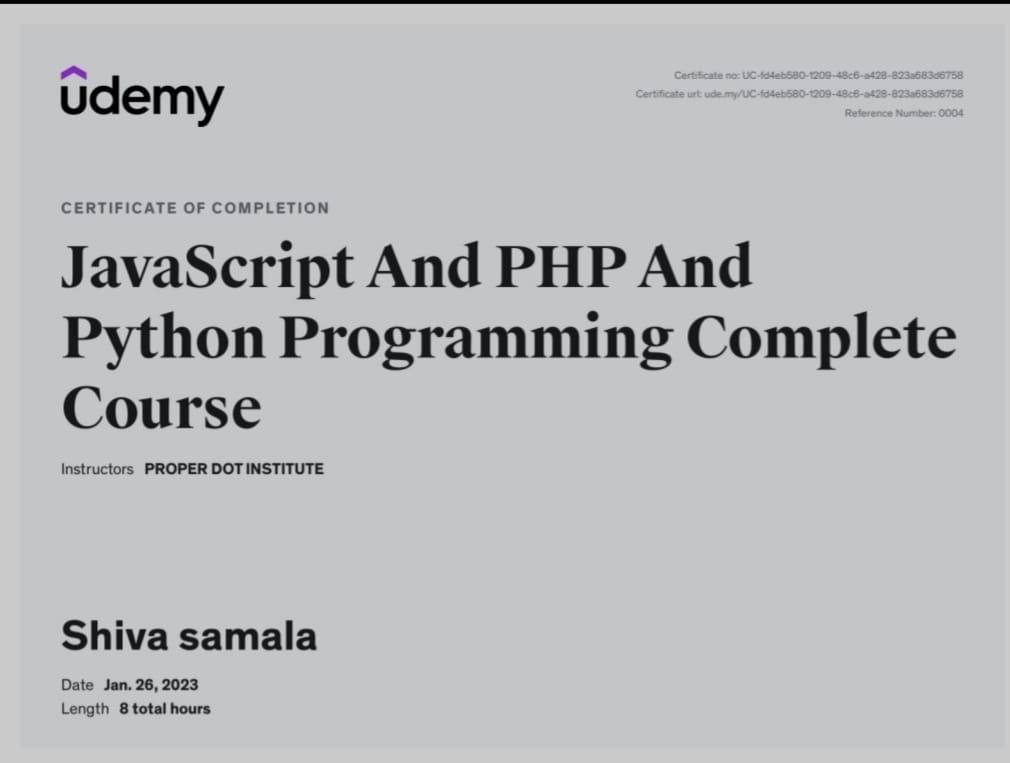 udemy
Certificate no: UC-fd4eb580-1209-48c6-a428-823a683d6758
Certificate url: ude.my/UC-fd4eb580-1209-48c6-a428-823a683d6758
Reference Number: 0004
CERTIFICATE OF COMPLETION
JavaScript And PHP And
Python Programming Complete
Course
Instructors PROPER DOT INSTITUTE
Shiva samala
Date Jan. 26, 2023
Length 8 total hours